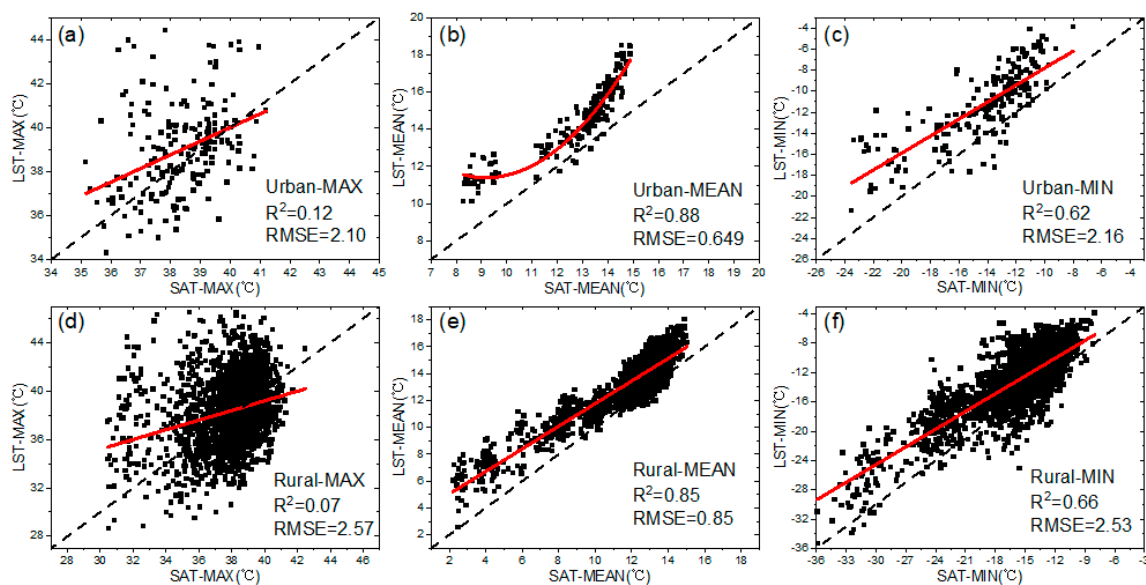 (a)
LST-MAX(℃)
44
42
40
38
36
34
34 35 36 37 38 39 40 41 42 43 44 45
SAT-MAX(℃)
Urban-MAX
R²=0.12
RMSE=2.10
(b)
LST-MEAN(℃)
20
18
16
14
12
10
8
7 8 9 10 11 12 13 14 15 16 17 18 19 20
SAT-MEAN(℃)
Urban-MEAN
R²=0.88
RMSE=0.649
(c)
LST-MIN(℃)
-4
-6
-8
-10
-12
-14
-16
-18
-20
-22
-24
-26
-26 -24 -22 -20 -18 -16 -14 -12 -10 -8 -6 -4
SAT-MIN(℃)
Urban-MIN
R²=0.62
RMSE=2.16
(d)
LST-MAX(℃)
44
40
36
32
28
28 30 32 34 36 38 40 42 44 46
SAT-MAX(℃)
Rural-MAX
R²=0.07
RMSE=2.57
(e)
LST-MEAN(℃)
18
16
14
12
10
8
6
4
2
2 4 6 8 10 12 14 16 18
SAT-MEAN(℃)
Rural-MEAN
R²=0.85
RMSE=0.85
(f)
LST-MIN(℃)
-4
-8
-12
-16
-20
-24
-28
-32
-36
-36 -33 -30 -27 -24 -21 -18 -15 -12 -9 -6
SAT-MIN(℃)
Rural-MIN
R²=0.66
RMSE=2.53